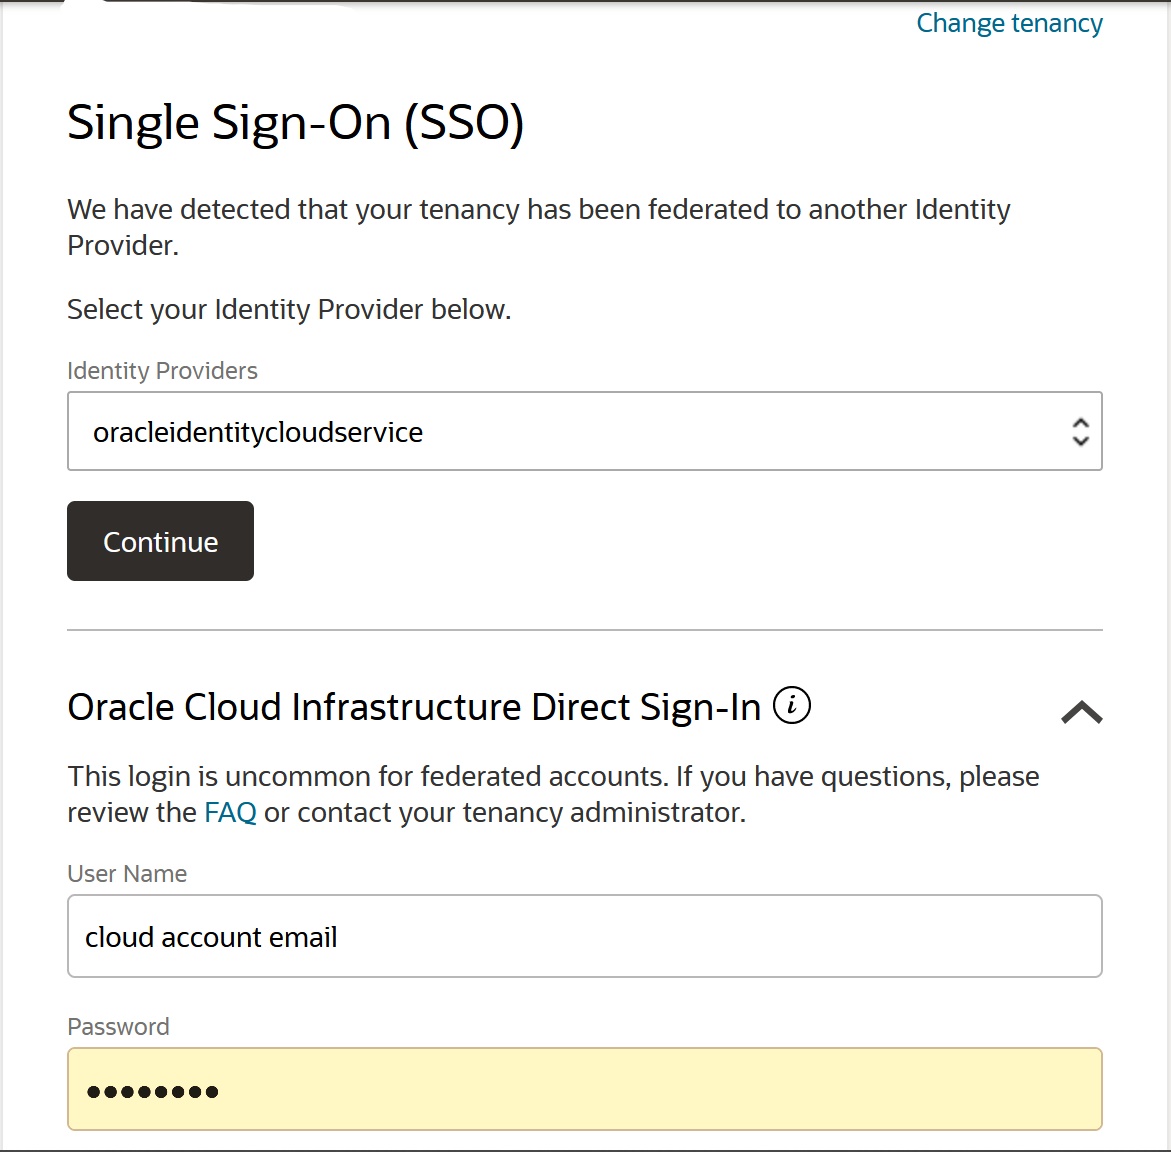 Change tenancy
Single Sign-On (SSO)
We have detected that your tenancy has been federated to another Identity
Provider.
Select your Identity Provider below.
Identity Providers
oracleidentitycloudservice
Continue
Oracle Cloud Infrastructure Direct Sign-In i
This login is uncommon for federated accounts. If you have questions, please
review the FAQ or contact your tenancy administrator.
User Name
cloud account email
Password
••••••••